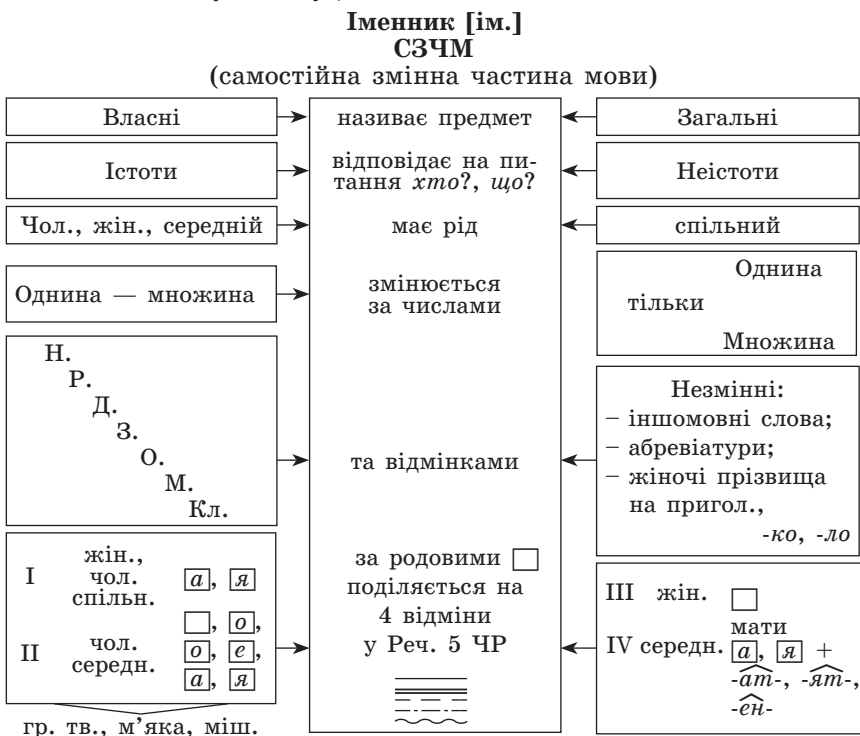 Іменник [ім.]
СЗЧМ
(самостійна змінна частина мови)
Власні
називає предмет
Загальні
Істоти
відповідає на пи-
тання хто?, що?
Неістоти
Чол., жін., середній
має рід
спільний
Однина — множина
змінюється
за числами
Однина
тільки
Множина
Н.
Р.
Д.
З.
О.
М.
Кл.
та відмінками
Незмінні:
– іншомовні слова;
– абревіатури;
– жіночі прізвища
на пригол.,
-ко, -ло
I
жін.,
чол.
спільн.
а, я
II
чол.
середн.
, о,
о, е,
а, я
за родовими
поділяється на
4 відміни
у Реч. 5 ЧР
III жін.
мати
IV середн. а, я +
-ат-, -ят-,
-ен-
гр. тв., м’яка, міш.